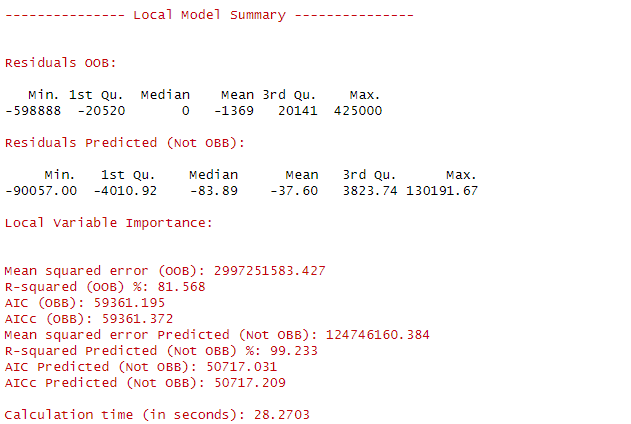 --------------- Local Model Summary ---------------
Residuals OOB:
Min. 1st Qu. Median Mean 3rd Qu. Max.
-598888 -20520 0 -1369 20141 425000
Residuals Predicted (Not OBB):
Min. 1st Qu. Median Mean 3rd Qu. Max.
-90057.00 -4010.92 -83.89 -37.60 3823.74 130191.67
Local Variable Importance:
Mean squared error (OOB): 2997251583.427
R-squared (OOB) %: 81.568
AIC (OBB): 59361.195
AICc (OBB): 59361.372
Mean squared error Predicted (Not OBB): 124746160.384
R-squared Predicted (Not OBB) %: 99.233
AIC Predicted (Not OBB): 50717.031
AICc Predicted (Not OBB): 50717.209
Calculation time (in seconds): 28.2703